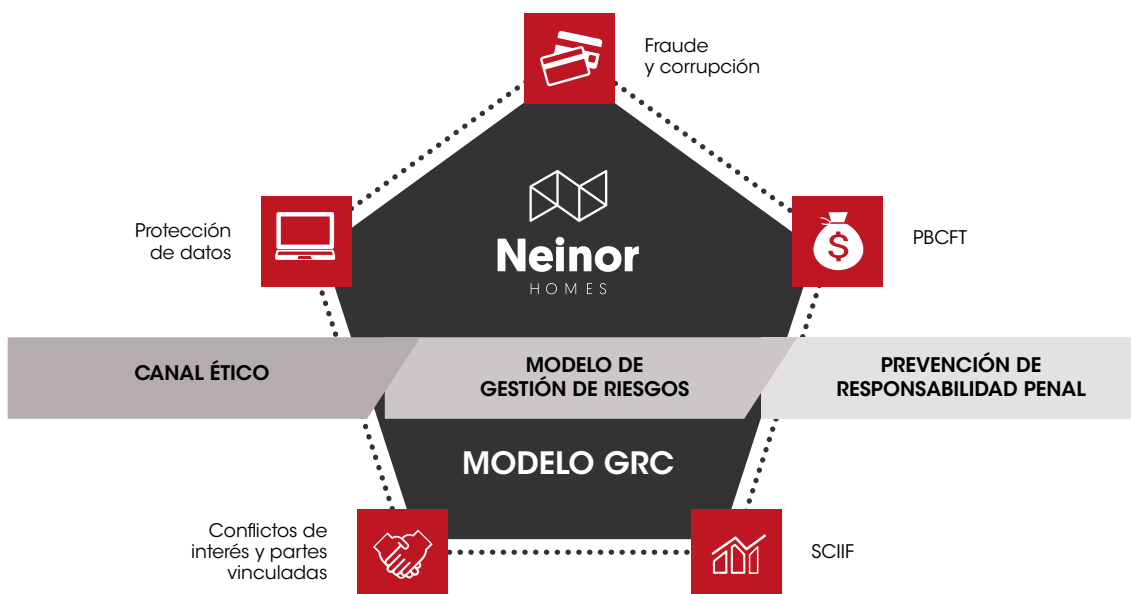 Fraude
y corrupción
Protección
de datos
Neinor
HOMES
$
PBCFT
CANAL ÉTICO
MODELO DE
GESTIÓN DE RIESGOS
PREVENCIÓN DE
RESPONSABILIDAD PENAL
MODELO GRC
Conflictos de
interés y partes
vinculadas
SCIIF